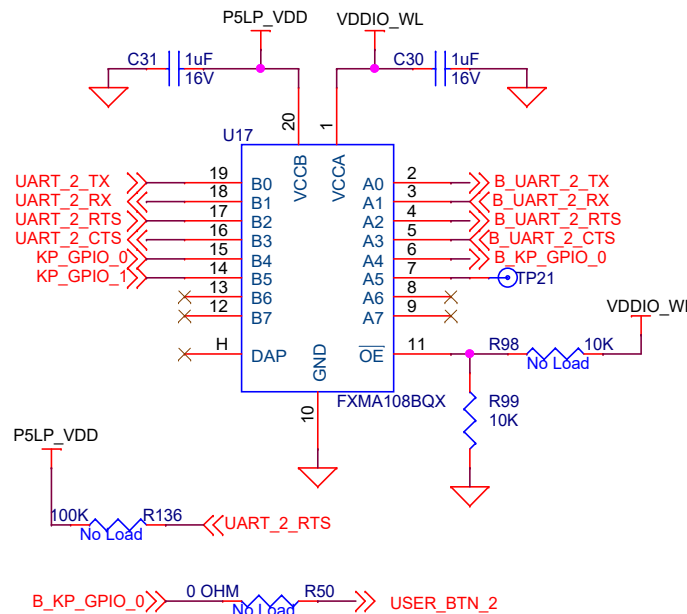 P5LP_VDD
VDDIO_WL
C31 1uF
16V
C30 1uF
16V
20
1
U17
VCCB
VCCA
UART_2_TX 19 B0 A0 2 B_UART_2_TX
UART_2_RX 18 B1 A1 3 B_UART_2_RX
UART_2_RTS 17 B2 A2 4 B_UART_2_RTS
UART_2_CTS 16 B3 A3 5 B_UART_2_CTS
KP_GPIO_0 15 B4 A4 6 B_KP_GPIO_0
KP_GPIO_1 14 B5 A5 7 TP21
13 B6 A6 8
12 B7 A7 9
VDDIO_WL
H DAP OE 11 R98 10K
No Load
GND
10
FXMA108BQX
R99
10K
P5LP_VDD
100K R136 UART_2_RTS
No Load
B_KP_GPIO_0 0 OHM R50 USER_BTN_2
No Load